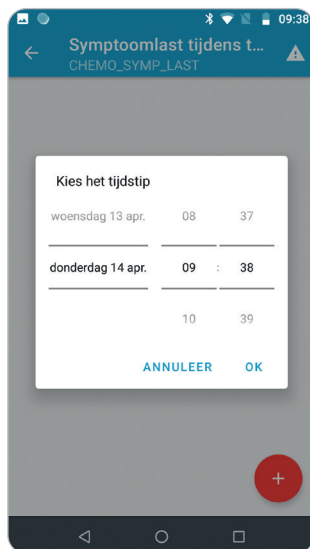 09:38
Symptoomlast tijdens t...
CHEMO_SYMP_LAST
Kies het tijdstip
woensdag 13 apr. 08 37
donderdag 14 apr. 09 : 38
10 39
ANNULEER OK